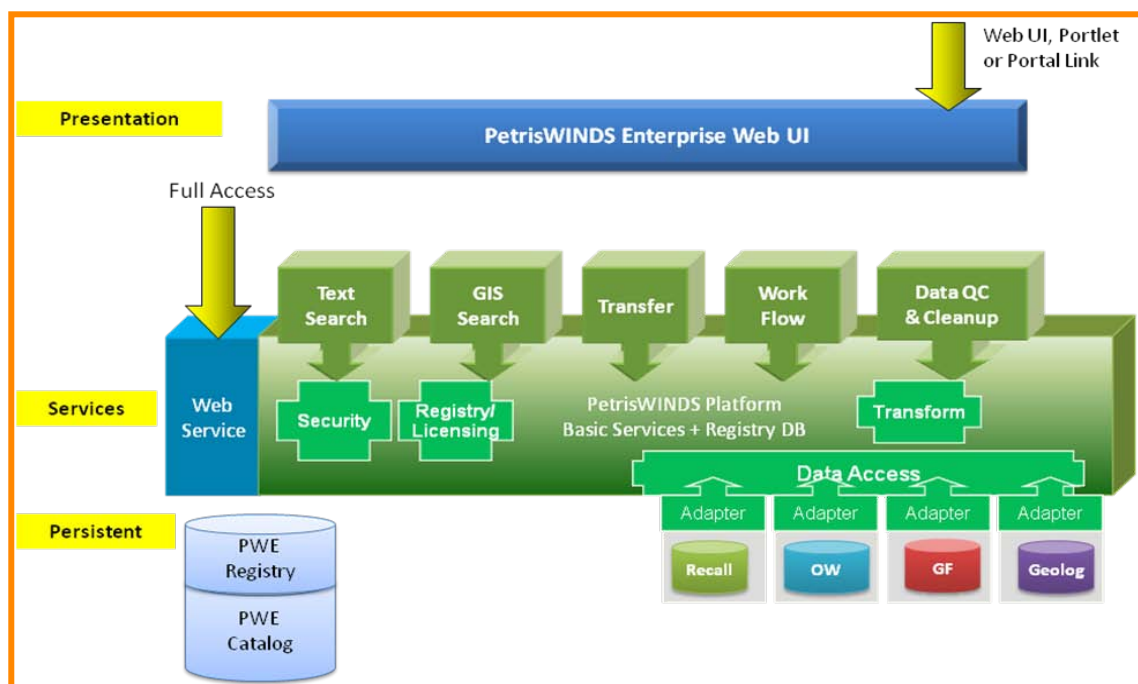 Web UI, Portlet
or Portal Link
Presentation
PetrisWINDS Enterprise Web UI
Full Access
Text
Search
GIS
Search
Transfer
Work
Flow
Data QC
& Cleanup
Services
Web
Service
Security
Registry/
Licensing
PetrisWINDS Platform
Basic Services + Registry DB
Transform
Data Access
Adapter
Adapter
Adapter
Adapter
Persistent
PWE
Registry
PWE
Catalog
Recall
OW
GF
Geolog